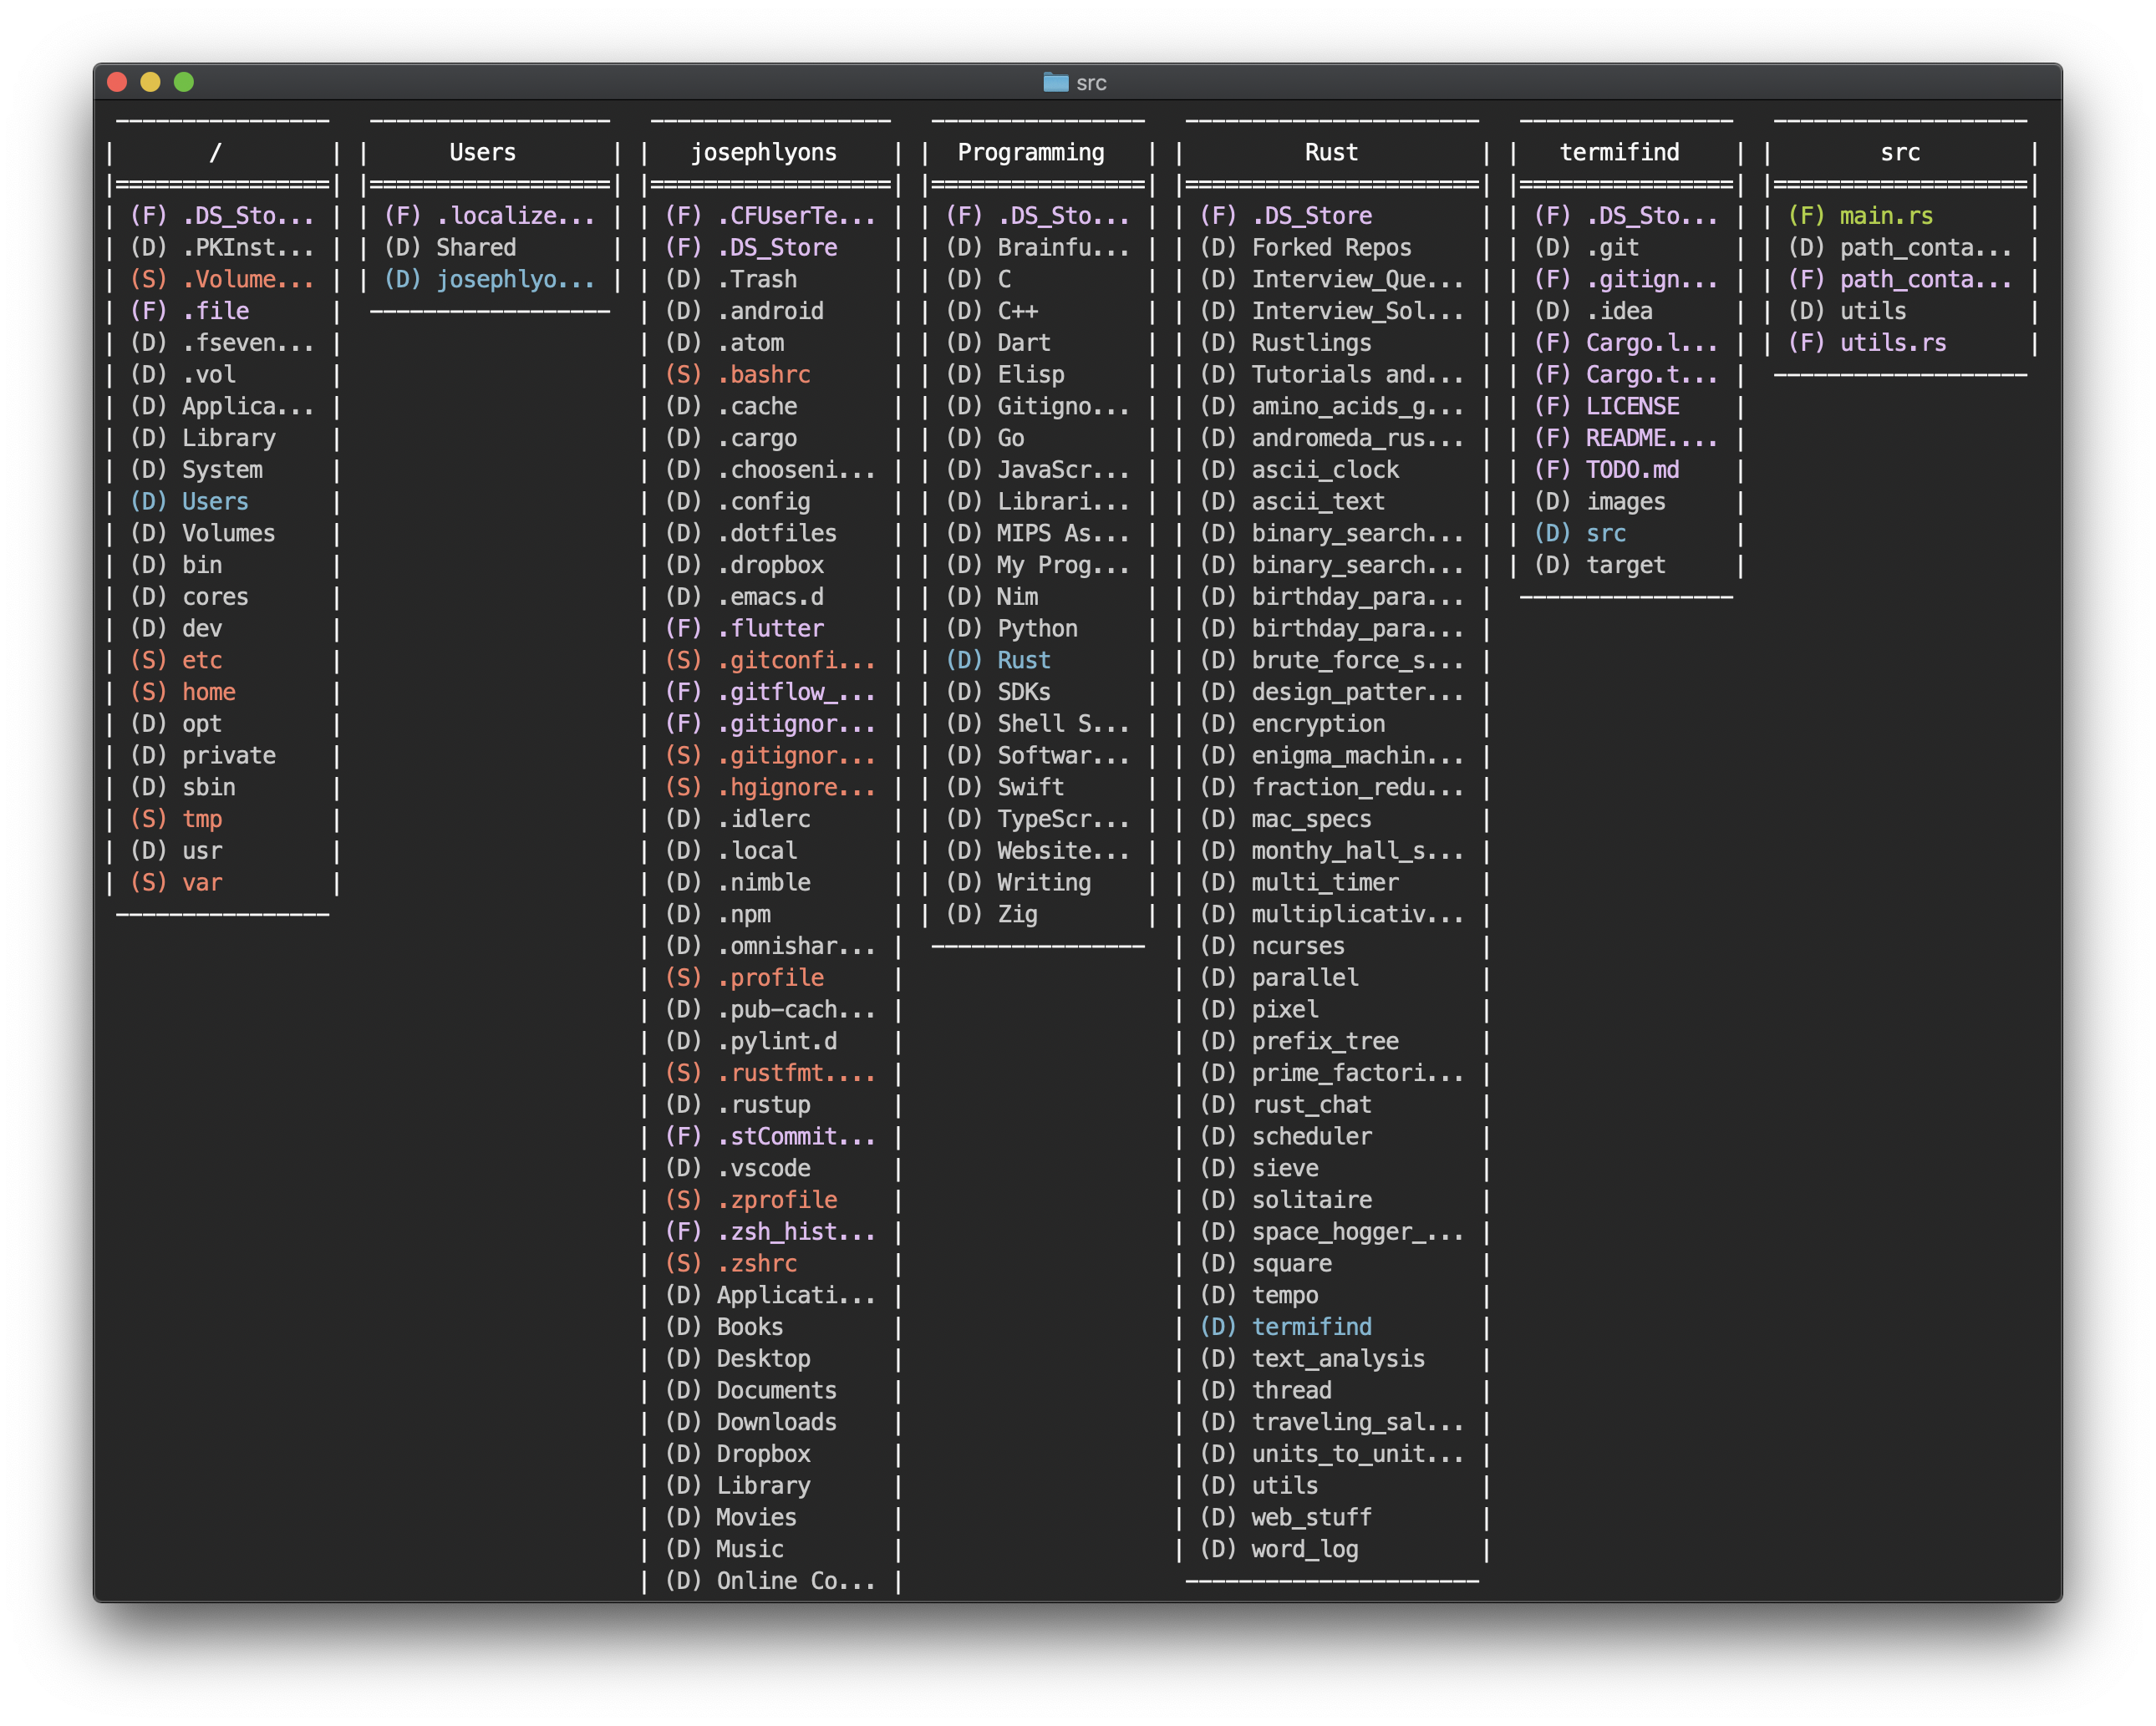 src
/
(F) .DS_Sto...
(D) .PKInst...
(S) .Volume...
(F) .file
(D) .fseven...
(D) .vol
(D) Applica...
(D) Library
(D) System
(D) Users
(D) Volumes
(D) bin
(D) cores
(D) dev
(S) etc
(S) home
(D) opt
(D) private
(D) sbin
(S) tmp
(D) usr
(S) var
Users
(F) .localize...
(D) Shared
(D) josephlyo...
josephlyons
(F) .CFUserTe...
(F) .DS_Store
(D) .Trash
(D) .android
(D) .atom
(S) .bashrc
(D) .cache
(D) .cargo
(D) .chooseni...
(D) .config
(D) .dotfiles
(D) .dropbox
(D) .emacs.d
(F) .flutter
(S) .gitconfi...
(F) .gitflow_...
(F) .gitignor...
(S) .gitignor...
(S) .hgignore...
(D) .idlerc
(D) .local
(D) .nimble
(D) .npm
(D) .omnishar...
(S) .profile
(D) .pub-cach...
(D) .pylint.d
(S) .rustfmt....
(D) .rustup
(F) .stCommit...
(D) .vscode
(S) .zprofile
(F) .zsh_hist...
(S) .zshrc
(D) Applicati...
(D) Books
(D) Desktop
(D) Documents
(D) Downloads
(D) Dropbox
(D) Library
(D) Movies
(D) Music
(D) Online Co...
Programming
(F) .DS_Sto...
(D) Brainfu...
(D) C
(D) C++
(D) Dart
(D) Elisp
(D) Gitigno...
(D) Go
(D) JavaScr...
(D) Librari...
(D) MIPS As...
(D) My Prog...
(D) Nim
(D) Python
(D) Rust
(D) SDKs
(D) Shell S...
(D) Softwar...
(D) Swift
(D) TypeScr...
(D) Website...
(D) Writing
(D) Zig
Rust
(F) .DS_Store
(D) Forked Repos
(D) Interview_Que...
(D) Interview_Sol...
(D) Rustlings
(D) Tutorials and...
(D) amino_acids_g...
(D) andromeda_rus...
(D) ascii_clock
(D) ascii_text
(D) binary_search...
(D) binary_search...
(D) birthday_para...
(D) birthday_para...
(D) brute_force_s...
(D) design_patter...
(D) encryption
(D) enigma_machin...
(D) fraction_redu...
(D) mac_specs
(D) monthy_hall_s...
(D) multi_timer
(D) multiplicativ...
(D) ncurses
(D) parallel
(D) pixel
(D) prefix_tree
(D) prime_factori...
(D) rust_chat
(D) scheduler
(D) sieve
(D) solitaire
(D) space_hogger_...
(D) square
(D) tempo
(D) termifind
(D) text_analysis
(D) thread
(D) traveling_sal...
(D) units_to_unit...
(D) utils
(D) web_stuff
(D) word_log
termifind
(F) .DS_Sto...
(D) .git
(F) .gitign...
(D) .idea
(F) Cargo.l...
(F) Cargo.t...
(F) LICENSE
(F) README....
(F) TODO.md
(D) images
(D) src
(D) target
src
(F) main.rs
(D) path_conta...
(F) path_conta...
(D) utils
(F) utils.rs